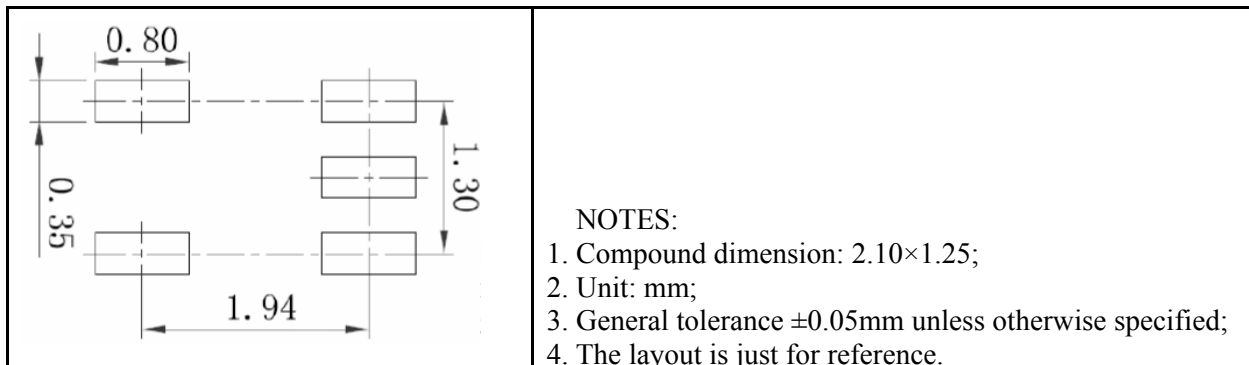 0. 80
0. 35
1. 30
1. 94
NOTES:
1. Compound dimension: 2.10×1.25;
2. Unit: mm;
3. General tolerance ±0.05mm unless otherwise specified;
4. The layout is just for reference.